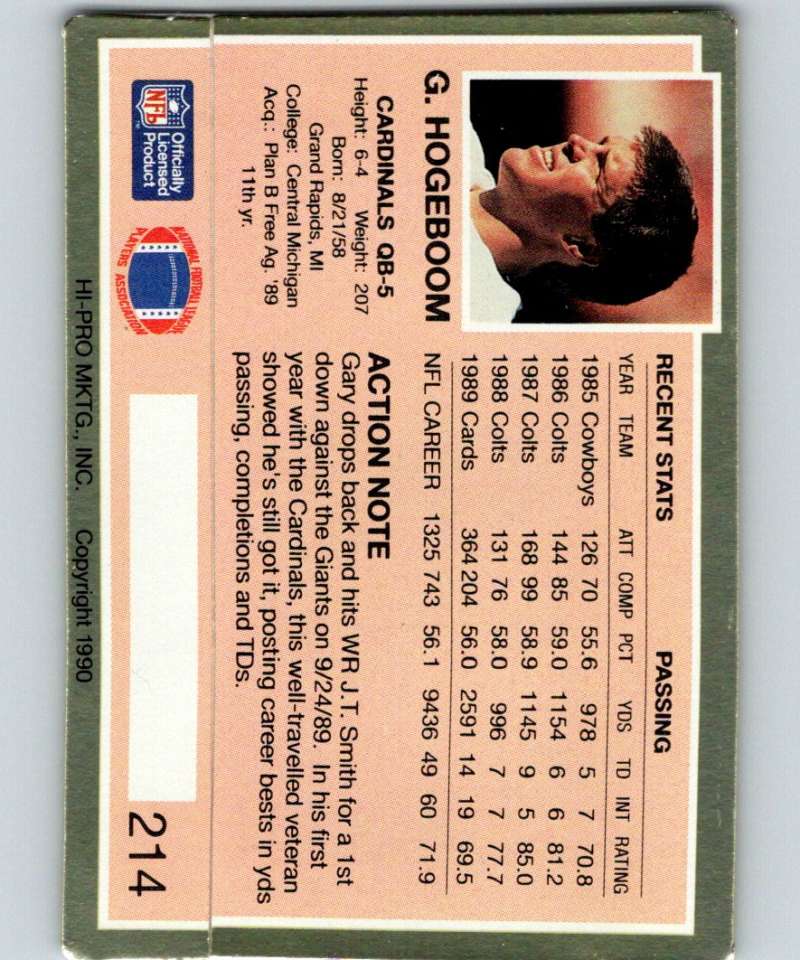 G. HOGEBOOM
CARDINALS QB-5
Height: 6-4 Weight: 207
Born: 8/21/58
Grand Rapids, MI
College: Central Michigan
Acq.: Plan B Free Ag. '89
11th yr.
RECENT STATS PASSING
YEAR TEAM ATT COMP PCT YDS TD INT RATING
1985 Cowboys 126 70 55.6 978 5 7 70.8
1986 Colts 144 85 59.0 1154 6 6 81.2
1987 Colts 168 99 58.9 1145 9 5 85.0
1988 Colts 131 76 58.0 996 7 7 77.7
1989 Cards 364 204 56.0 2591 14 19 69.5
NFL CAREER 1325 743 56.1 9436 49 60 71.9
ACTION NOTE
Gary drops back and hits WR J.T. Smith for a 1st
down against the Giants on 9/24/89. In his first
year with the Cardinals, this well-travelled veteran
showed he's still got it, posting career bests in yds
passing, completions and TDs.
NFL
Officially
Licensed
Product
NATIONAL FOOTBALL LEAGUE
PLAYERS ASSOCIATION
214
HI-PRO MKTG., INC. Copyright 1990